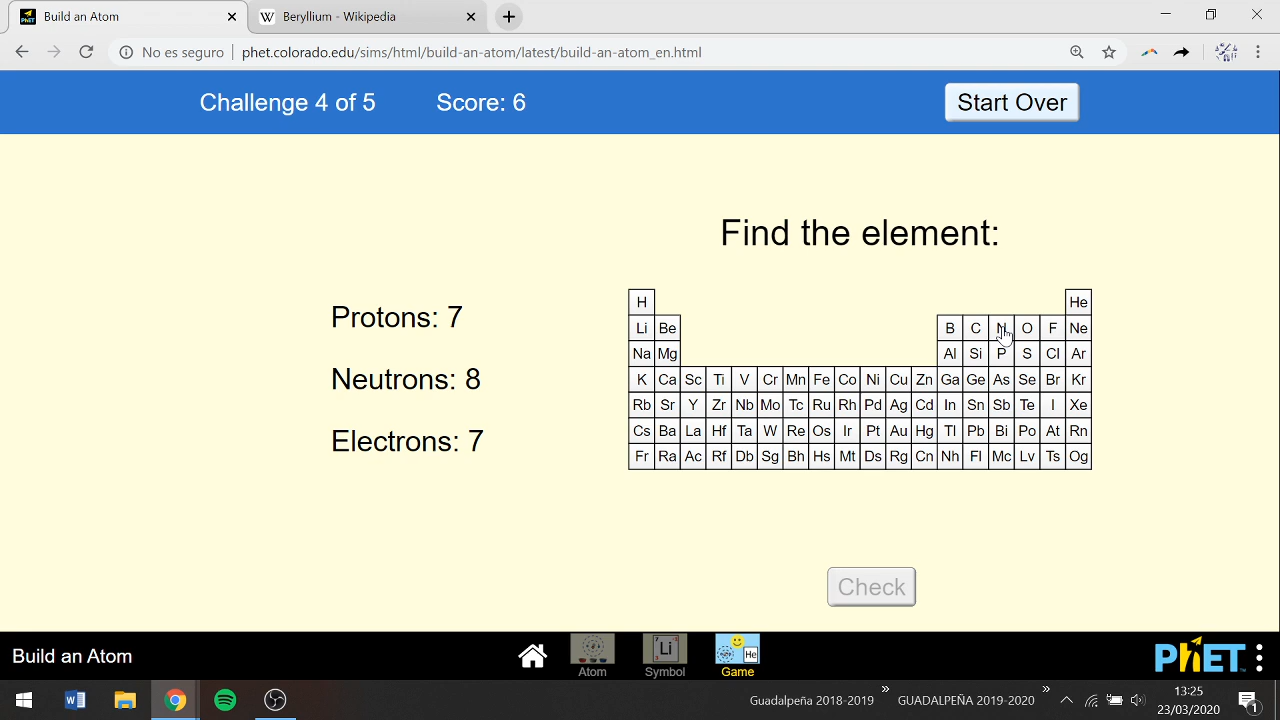 Build an Atom
Beryllium - Wikipedia
No es seguro | phet.colorado.edu/sims/html/build-an-atom/latest/build-an-atom_en.html
Challenge 4 of 5 Score: 6 Start Over
Find the element:
Protons: 7
Neutrons: 8
Electrons: 7
H He
Li Be B C N O F Ne
Na Mg Al Si P S Cl Ar
K Ca Sc Ti V Cr Mn Fe Co Ni Cu Zn Ga Ge As Se Br Kr
Rb Sr Y Zr Nb Mo Tc Ru Rh Pd Ag Cd In Sn Sb Te I Xe
Cs Ba La Hf Ta W Re Os Ir Pt Au Hg Tl Pb Bi Po At Rn
Fr Ra Ac Rf Db Sg Bh Hs Mt Ds Rg Cn Nh Fl Mc Lv Ts Og
Check
Build an Atom
Atom
Li
Symbol
He
Game
PhET
Guadalpeña 2018-2019 » GUADALPEÑA 2019-2020 »
13:25
23/03/2020
1